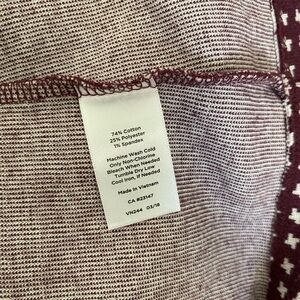 74% Cotton
25% Polyester
1% Spandex
Machine Wash Cold
Only Non-Chlorine
Bleach When Needed
Tumble Dry Low
Cool Iron, if Needed
Made in Vietnam
CA #23147
VN244 03/18